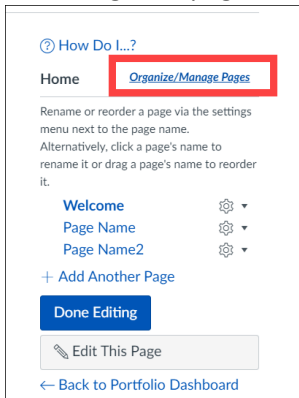 How Do I...?
Home Organize/Manage Pages
Rename or reorder a page via the settings
menu next to the page name.
Alternatively, click a page's name to
rename it or drag a page's name to reorder
it.
Welcome
Page Name
Page Name2
+ Add Another Page
Done Editing
Edit This Page
← Back to Portfolio Dashboard